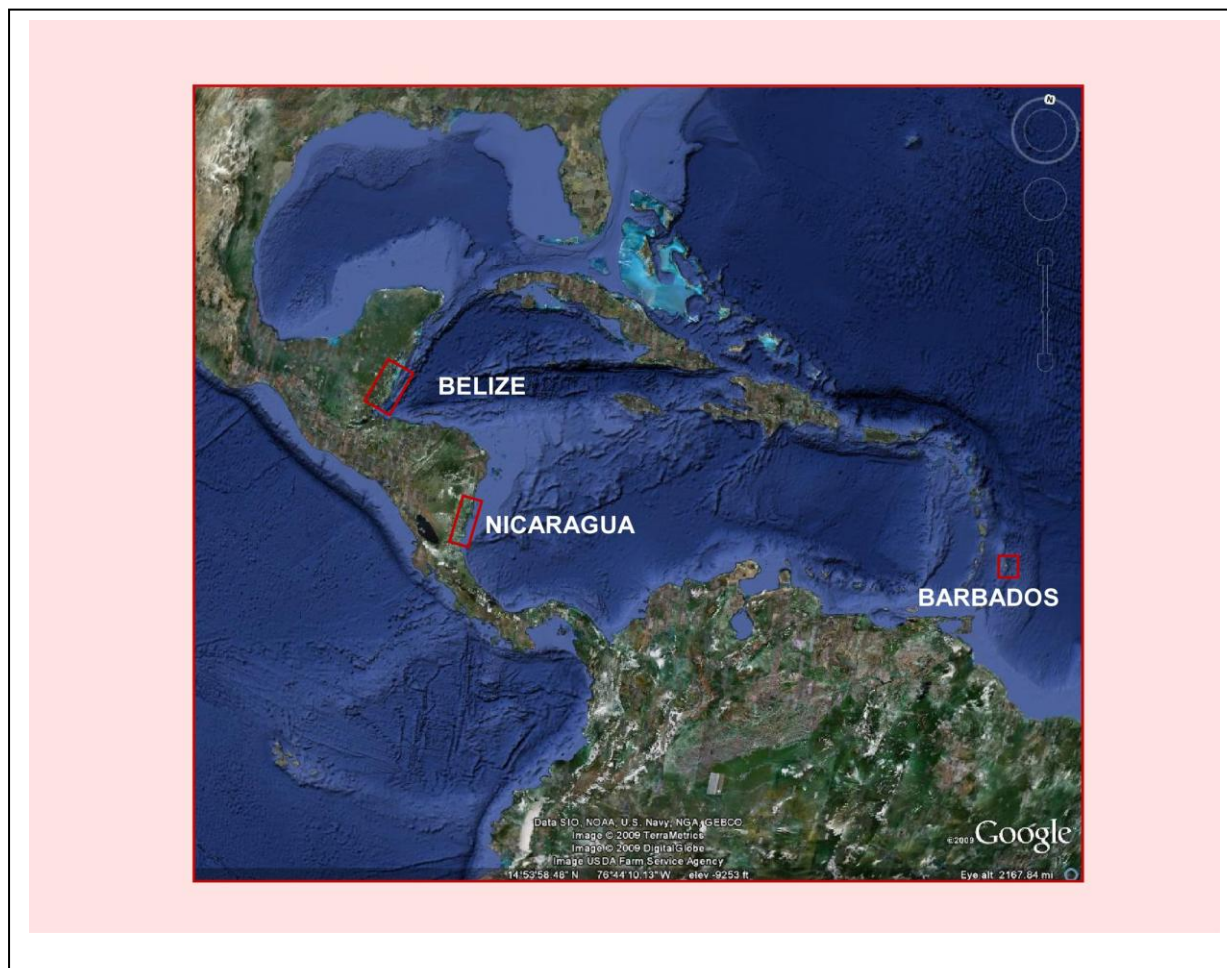 N
BELIZE
NICARAGUA
BARBADOS
Data SIO, NOAA, U.S. Navy, NGA, GEBCO
Image © 2009 TerraMetrics
Image © 2009 DigitalGlobe
Image USDA Farm Service Agency
©2009 Google
14°53'58.48" N 76°44'10.13" W elev -9253 ft
Eye alt 2167.84 mi